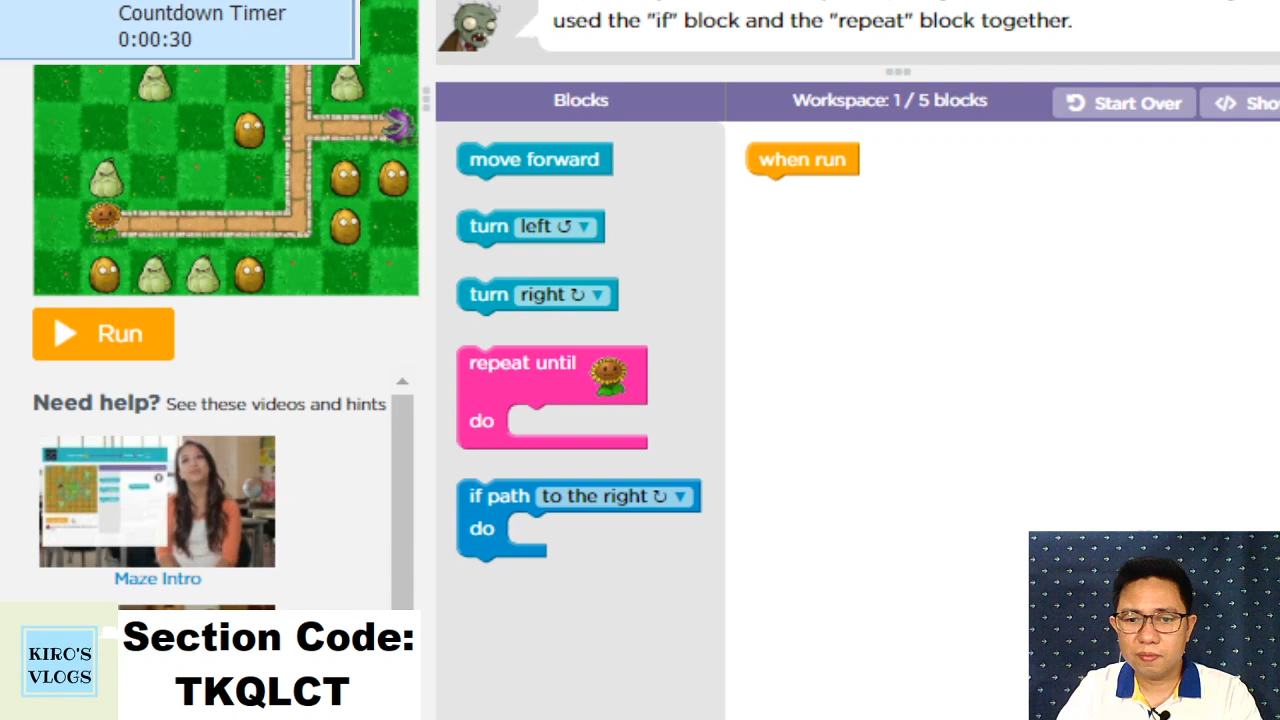 Countdown Timer
0:00:30
used the "if" block and the "repeat" block together.
Blocks
Workspace: 1 / 5 blocks
Start Over
Sho
move forward
when run
turn left ↺ ▼
turn right ↻ ▼
Run
repeat until
do
Need help? See these videos and hints
if path to the right ↻ ▼
do
Maze Intro
KIRO'S
VLOGS
Section Code:
TKQLCT